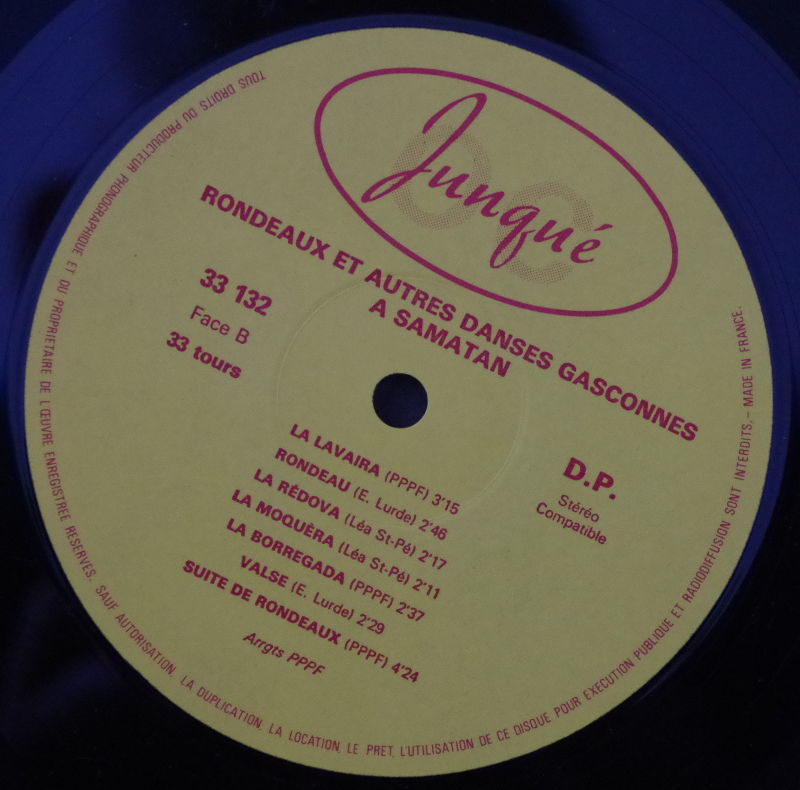 Junqué
RONDEAUX ET AUTRES DANSES GASCONNES
A SAMATAN
33 132
Face B
33 tours
D.P.
Stéréo
Compatible
LA LAVAIRA (PPPF) 3'15
RONDEAU (E. Lurde) 2'46
LA RÉDOVA (Léa St-Pé) 2'17
LA MOQUÈRA (Léa St-Pé) 2'11
LA BORREGADA (PPPF) 2'37
VALSE (E. Lurde) 2'29
SUITE DE RONDEAUX (PPPF) 4'24
Arrgts PPPF
TOUS DROITS DU PRODUCTEUR PHONOGRAPHIQUE ET DU PROPRIETAIRE DE L'ŒUVRE ENREGISTREE RESERVES. SAUF AUTORISATION, LA DUPLICATION, LA LOCATION, LE PRET, L'UTILISATION DE CE DISQUE POUR EXECUTION PUBLIQUE ET RADIODIFFUSION SONT INTERDITS. - MADE IN FRANCE.